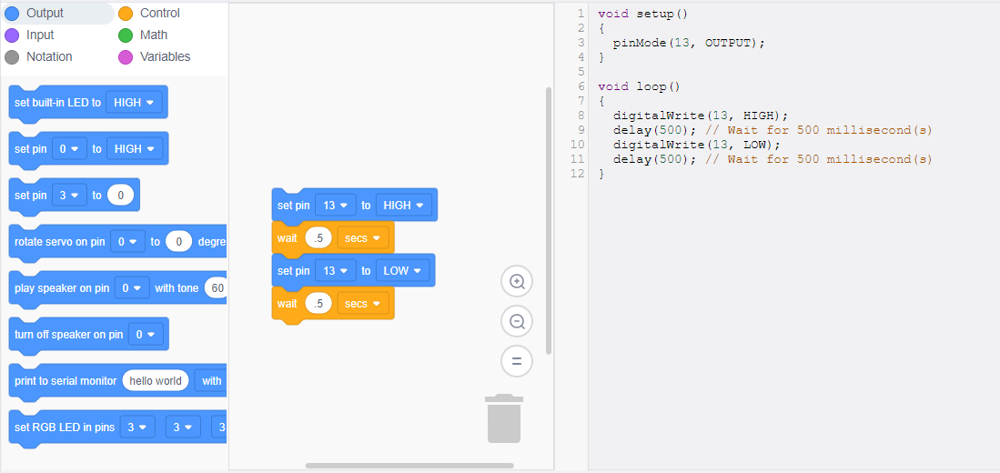 Output
Control
Input
Math
Notation
Variables
set built-in LED to HIGH
set pin 0 to HIGH
set pin 3 to 0
rotate servo on pin 0 to 0 degre
play speaker on pin 0 with tone 60
turn off speaker on pin 0
print to serial monitor hello world with
set RGB LED in pins 3 3 3
set pin 13 to HIGH
wait .5 secs
set pin 13 to LOW
wait .5 secs
1 void setup()
2 {
3   pinMode(13, OUTPUT);
4 }
5
6 void loop()
7 {
8   digitalWrite(13, HIGH);
9   delay(500); // Wait for 500 millisecond(s)
10   digitalWrite(13, LOW);
11   delay(500); // Wait for 500 millisecond(s)
12 }